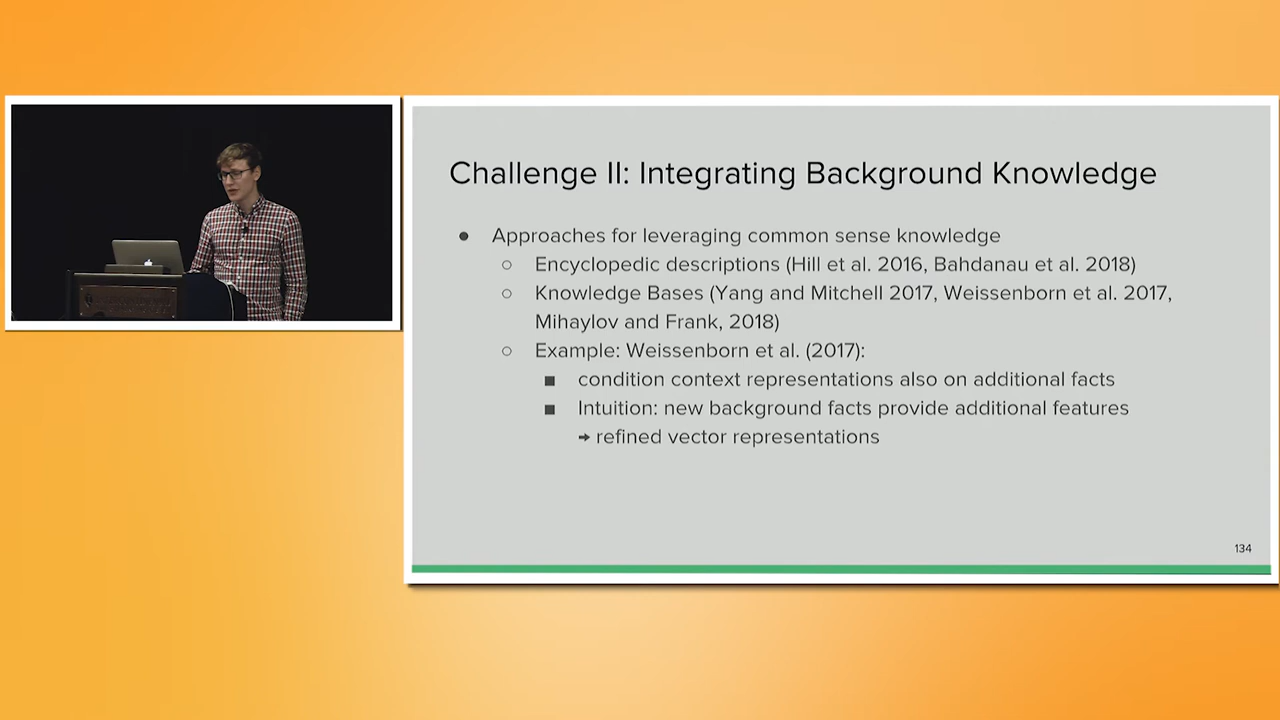 Challenge II: Integrating Background Knowledge
● Approaches for leveraging common sense knowledge
○ Encyclopedic descriptions (Hill et al. 2016, Bahdanau et al. 2018)
○ Knowledge Bases (Yang and Mitchell 2017, Weissenborn et al. 2017,
Mihaylov and Frank, 2018)
○ Example: Weissenborn et al. (2017):
■ condition context representations also on additional facts
■ Intuition: new background facts provide additional features
➔ refined vector representations
134